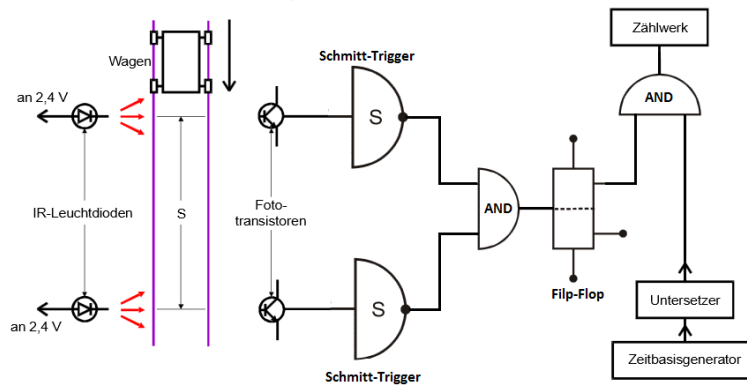 Zählwerk
Schmitt-Trigger
Wagen
an 2,4 V
S
AND
IR-Leuchtdioden
S
Foto-
transistoren
AND
S
Filp-Flop
Untersetzer
an 2,4 V
Schmitt-Trigger
Zeitbasisgenerator